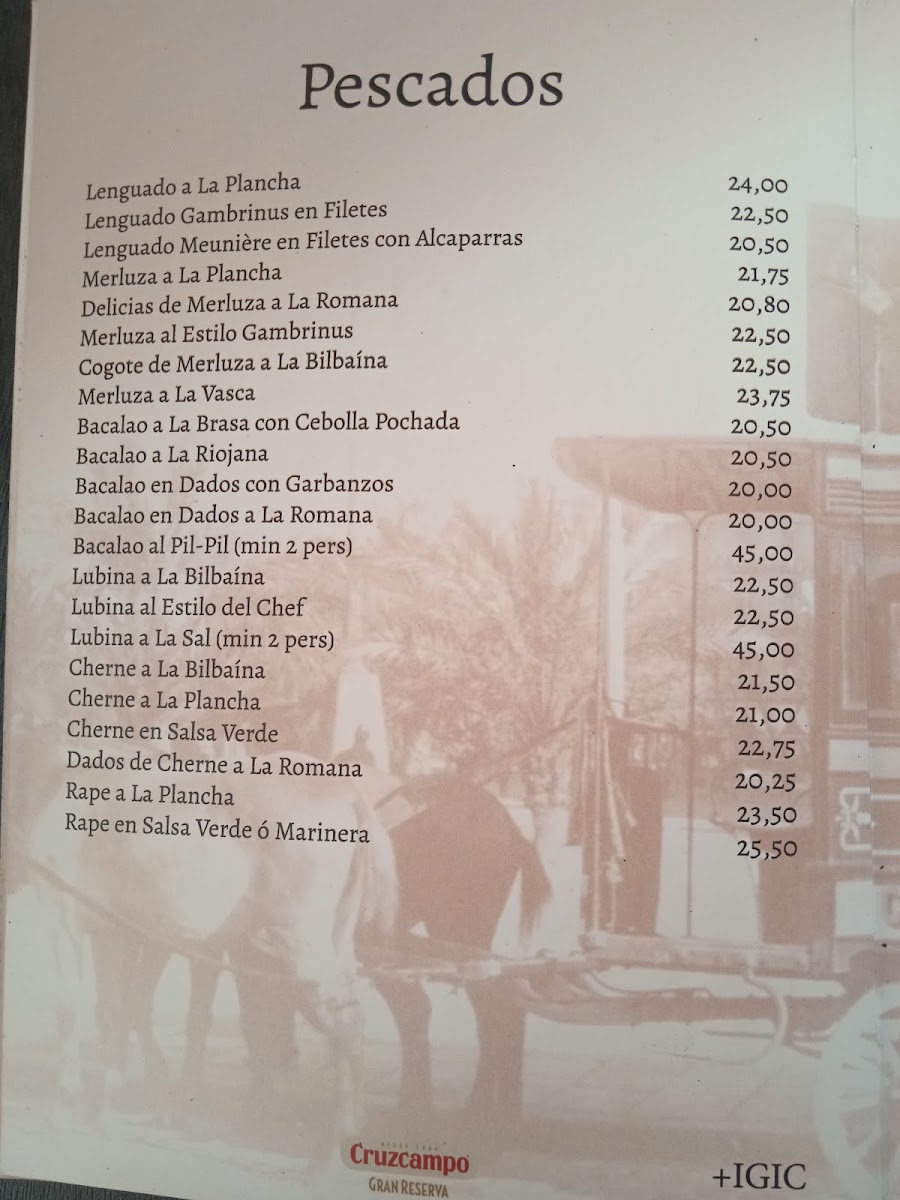 Pescados
Lenguado a La Plancha 24,00
Lenguado Gambrinus en Filetes 22,50
Lenguado Meunière en Filetes con Alcaparras 20,50
Merluza a La Plancha 21,75
Delicias de Merluza a La Romana 20,80
Merluza al Estilo Gambrinus 22,50
Cogote de Merluza a La Bilbaína 22,50
Merluza a La Vasca 23,75
Bacalao a La Brasa con Cebolla Pochada 20,50
Bacalao a La Riojana 20,50
Bacalao en Dados con Garbanzos 20,00
Bacalao en Dados a La Romana 20,00
Bacalao al Pil-Pil (min 2 pers) 45,00
Lubina a La Bilbaína 22,50
Lubina al Estilo del Chef 22,50
Lubina a La Sal (min 2 pers) 45,00
Cherne a La Bilbaína 21,50
Cherne a La Plancha 21,00
Cherne en Salsa Verde 22,75
Dados de Cherne a La Romana 20,25
Rape a La Plancha 23,50
Rape en Salsa Verde ó Marinera 25,50
Cruzcampo
GRAN RESERVA
+IGIC